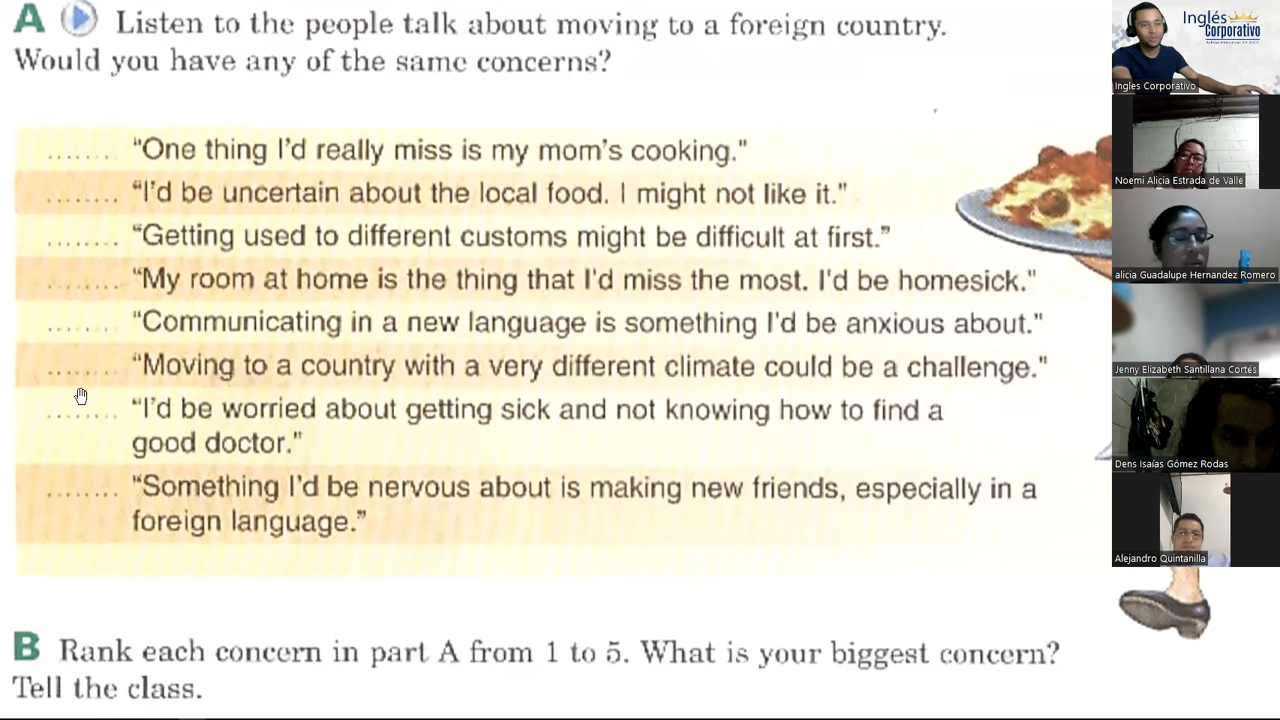 A Listen to the people talk about moving to a foreign country.
Would you have any of the same concerns?
........ “One thing I’d really miss is my mom’s cooking.”
........ “I’d be uncertain about the local food. I might not like it.”
........ “Getting used to different customs might be difficult at first.”
........ “My room at home is the thing that I'd miss the most. I'd be homesick."
........ “Communicating in a new language is something I’d be anxious about.”
........ “Moving to a country with a very different climate could be a challenge.”
........ “I’d be worried about getting sick and not knowing how to find a
good doctor.”
........ “Something I’d be nervous about is making new friends, especially in a
foreign language.”
B Rank each concern in part A from 1 to 5. What is your biggest concern?
Tell the class.
Inglés
Corporativo
Ingles Corporativo
Noemi Alicia Estrada de Valle
alicia Guadalupe Hernandez Romero
Jenny Elizabeth Santillana Cortés
Dens Isaías Gómez Rodas
Alejandro Quintanilla